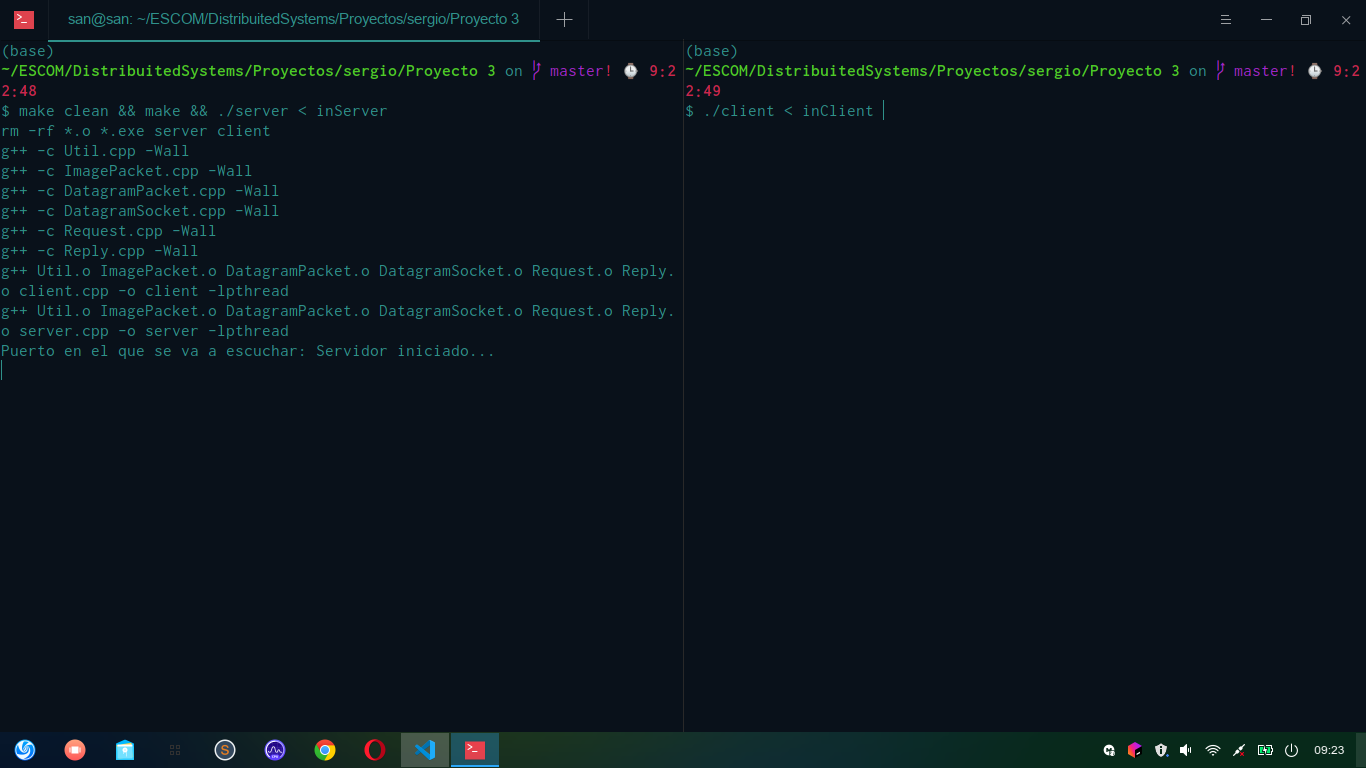 san@san: ~/ESCOM/DistribuitedSystems/Proyectos/sergio/Proyecto 3
(base)
~/ESCOM/DistribuitedSystems/Proyectos/sergio/Proyecto 3 on master! 9:2
2:48
$ make clean && make && ./server < inServer
rm -rf *.o *.exe server client
g++ -c Util.cpp -Wall
g++ -c ImagePacket.cpp -Wall
g++ -c DatagramPacket.cpp -Wall
g++ -c DatagramSocket.cpp -Wall
g++ -c Request.cpp -Wall
g++ -c Reply.cpp -Wall
g++ Util.o ImagePacket.o DatagramPacket.o DatagramSocket.o Request.o Reply.
o client.cpp -o client -lpthread
g++ Util.o ImagePacket.o DatagramPacket.o DatagramSocket.o Request.o Reply.
o server.cpp -o server -lpthread
Puerto en el que se va a escuchar: Servidor iniciado...
(base)
~/ESCOM/DistribuitedSystems/Proyectos/sergio/Proyecto 3 on master! 9:2
2:49
$ ./client < inClient
09:23